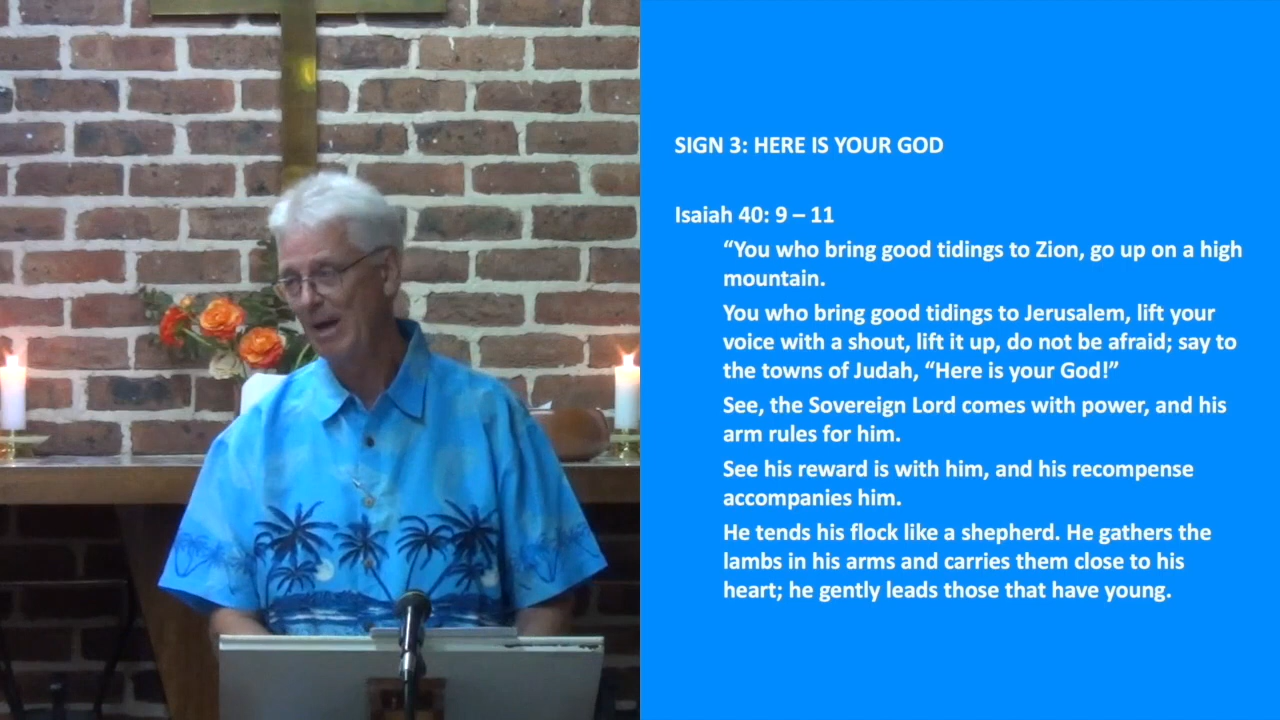 SIGN 3: HERE IS YOUR GOD
Isaiah 40: 9 – 11
“You who bring good tidings to Zion, go up on a high
mountain.
You who bring good tidings to Jerusalem, lift your
voice with a shout, lift it up, do not be afraid; say to
the towns of Judah, “Here is your God!”
See, the Sovereign Lord comes with power, and his
arm rules for him.
See his reward is with him, and his recompense
accompanies him.
He tends his flock like a shepherd. He gathers the
lambs in his arms and carries them close to his
heart; he gently leads those that have young.